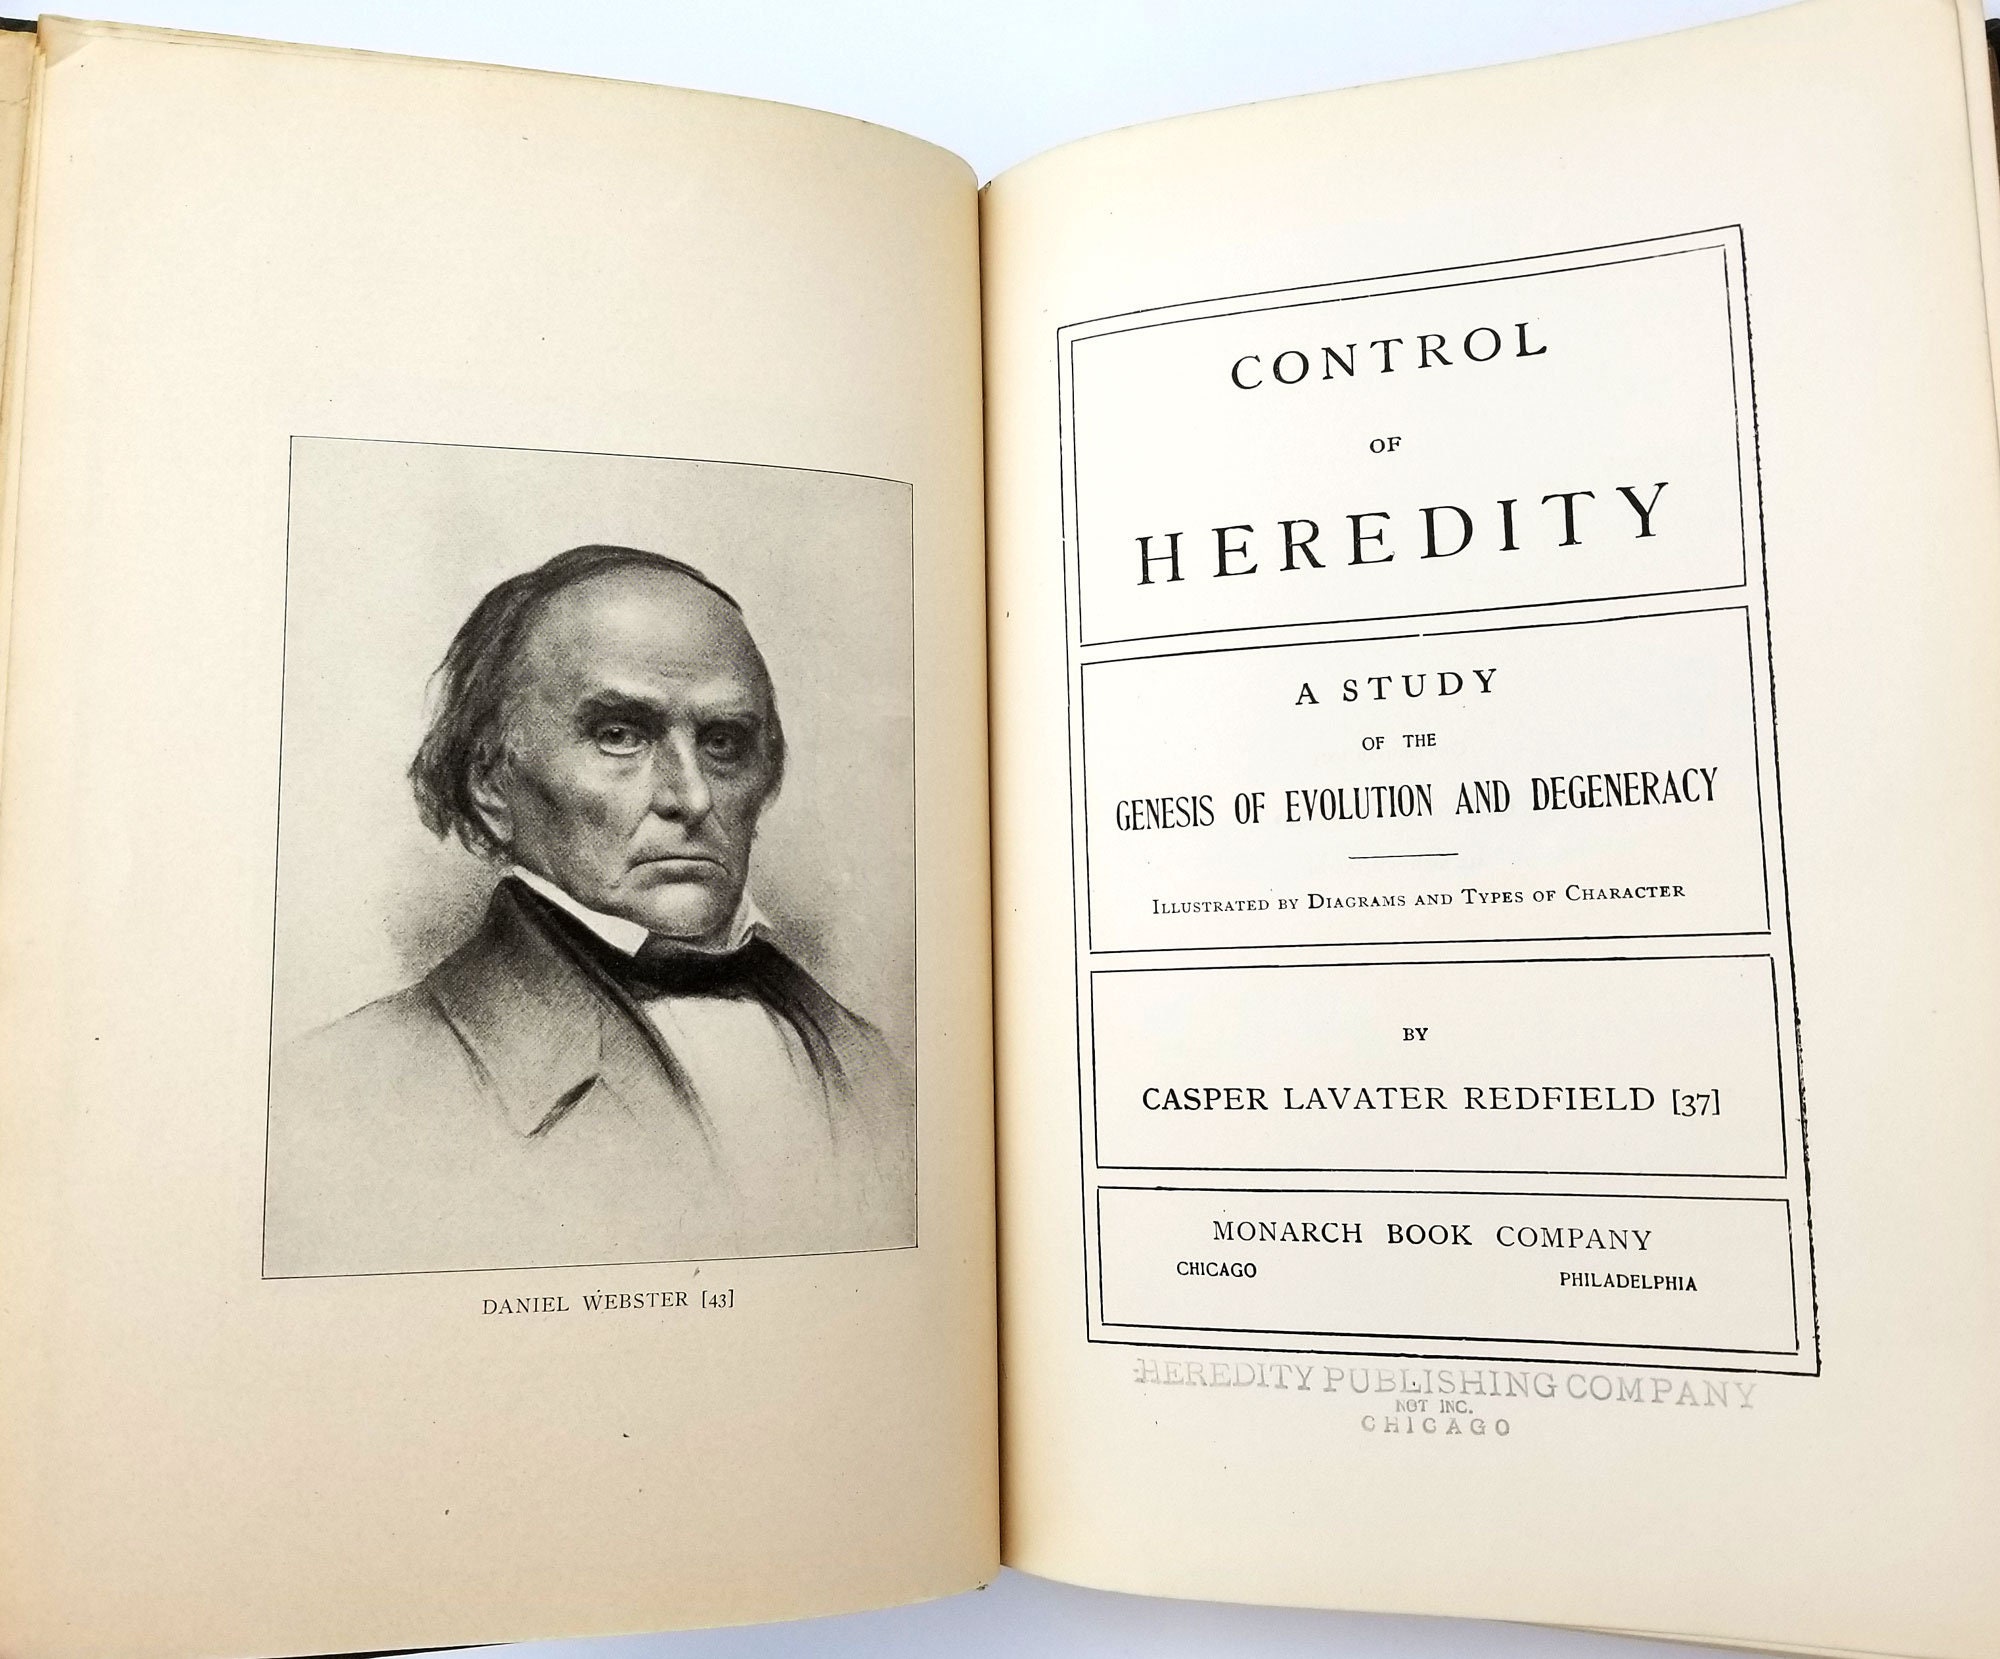 DANIEL WEBSTER [43]
CONTROL
OF
HEREDITY
A STUDY
OF THE
GENESIS OF EVOLUTION AND DEGENERACY
ILLUSTRATED BY DIAGRAMS AND TYPES OF CHARACTER
BY
CASPER LAVATER REDFIELD [37]
MONARCH BOOK COMPANY
CHICAGO PHILADELPHIA
HEREDITY PUBLISHING COMPANY
NOT INC.
CHICAGO